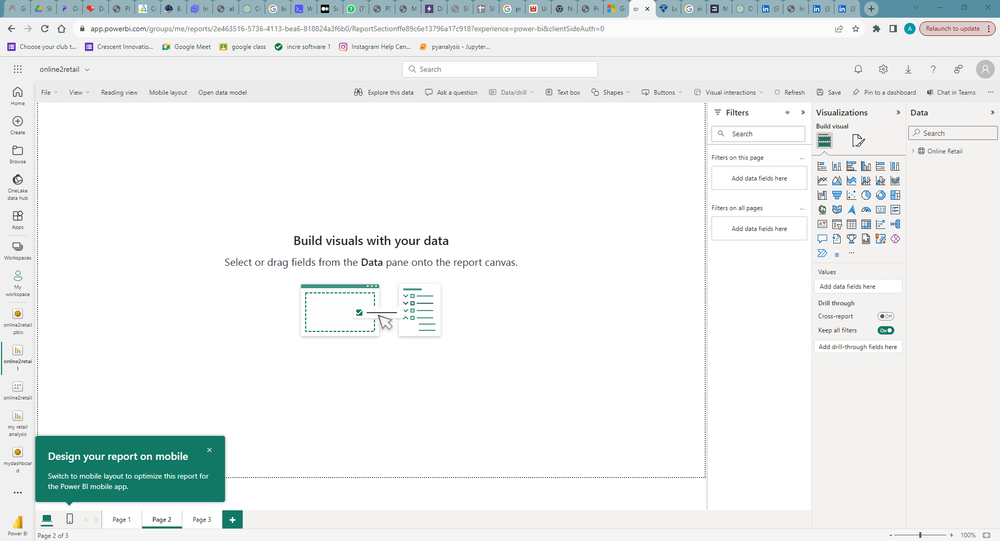 app.powerbi.com/groups/me/reports/2e463516-5736-4113-bea6-818824a3f6b0/ReportSectionffe89c6e13796a17c918?experience=power-bi&clientSideAuth=0
A
Relaunch to update
Choose your club t...
Crescent Innovatio...
Google Meet
google class
incre software 1
Instagram Help Cen...
pyanalysis - Jupyter...
online2retail
Search
File
View
Reading view
Mobile layout
Open data model
Explore this data
Ask a question
Data/drill
Text box
Shapes
Buttons
Visual interactions
Refresh
Save
Pin to a dashboard
Chat in Teams
Home
Create
Browse
OneLake
data hub
Apps
Workspaces
My
workspace
online2retail
.pbix
online2retai
l
online2retail
my retail
analysis
mydashboar
d
Power BI
Build visuals with your data
Select or drag fields from the Data pane onto the report canvas.
Design your report on mobile
Switch to mobile layout to optimize this report for
the Power BI mobile app.
Filters
Search
Filters on this page
Add data fields here
Filters on all pages
Add data fields here
Visualizations
Build visual
123
Values
Add data fields here
Drill through
Cross-report
Off
Keep all filters
On
Add drill-through fields here
Data
Search
Online Retail
Page 1
Page 2
Page 3
Page 2 of 3
- + 100%